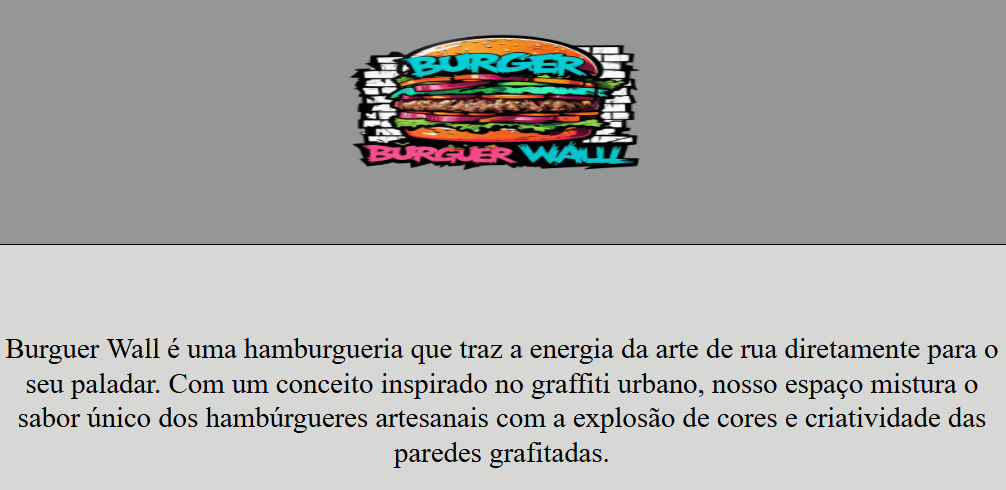 BURGER
BURGUER WALL
Burguer Wall é uma hamburgueria que traz a energia da arte de rua diretamente para o
seu paladar. Com um conceito inspirado no graffiti urbano, nosso espaço mistura o
sabor único dos hambúrgueres artesanais com a explosão de cores e criatividade das
paredes grafitadas.